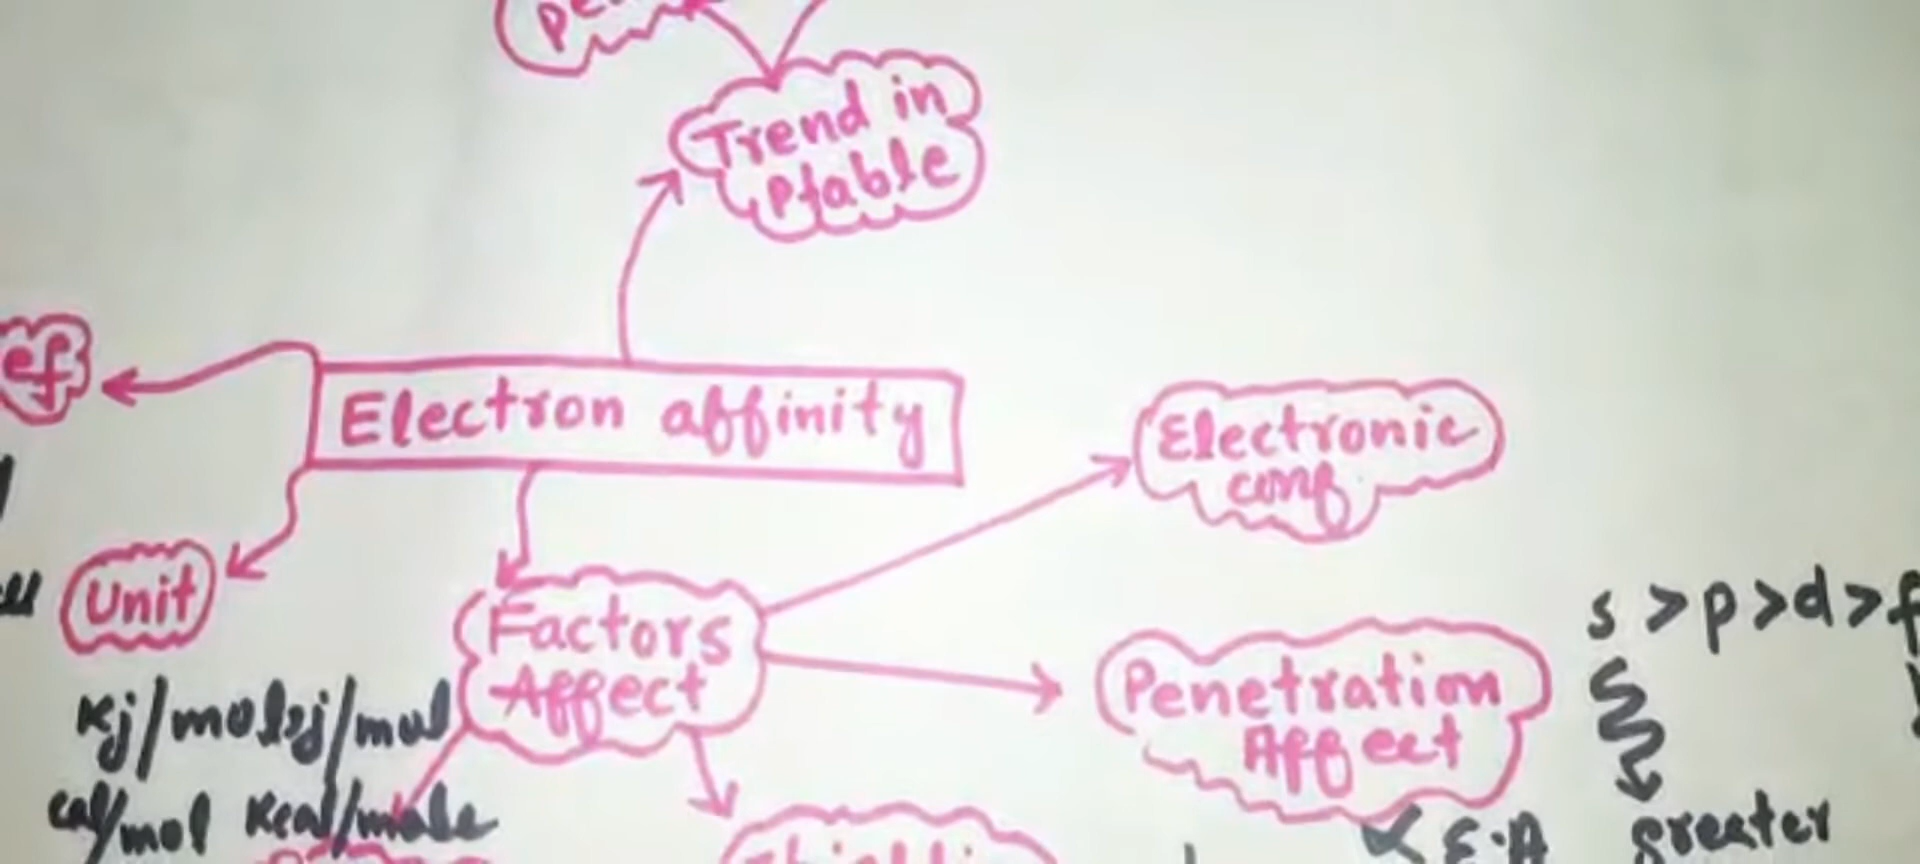 Trend in
Ptable
ef
Electron affinity
Electronic
conf
Unit
Factors
Affect
s > p > d > f
Penetration
Affect
Kj/mol, j/mol
cal/mol Kcal/mole
E.A
greater